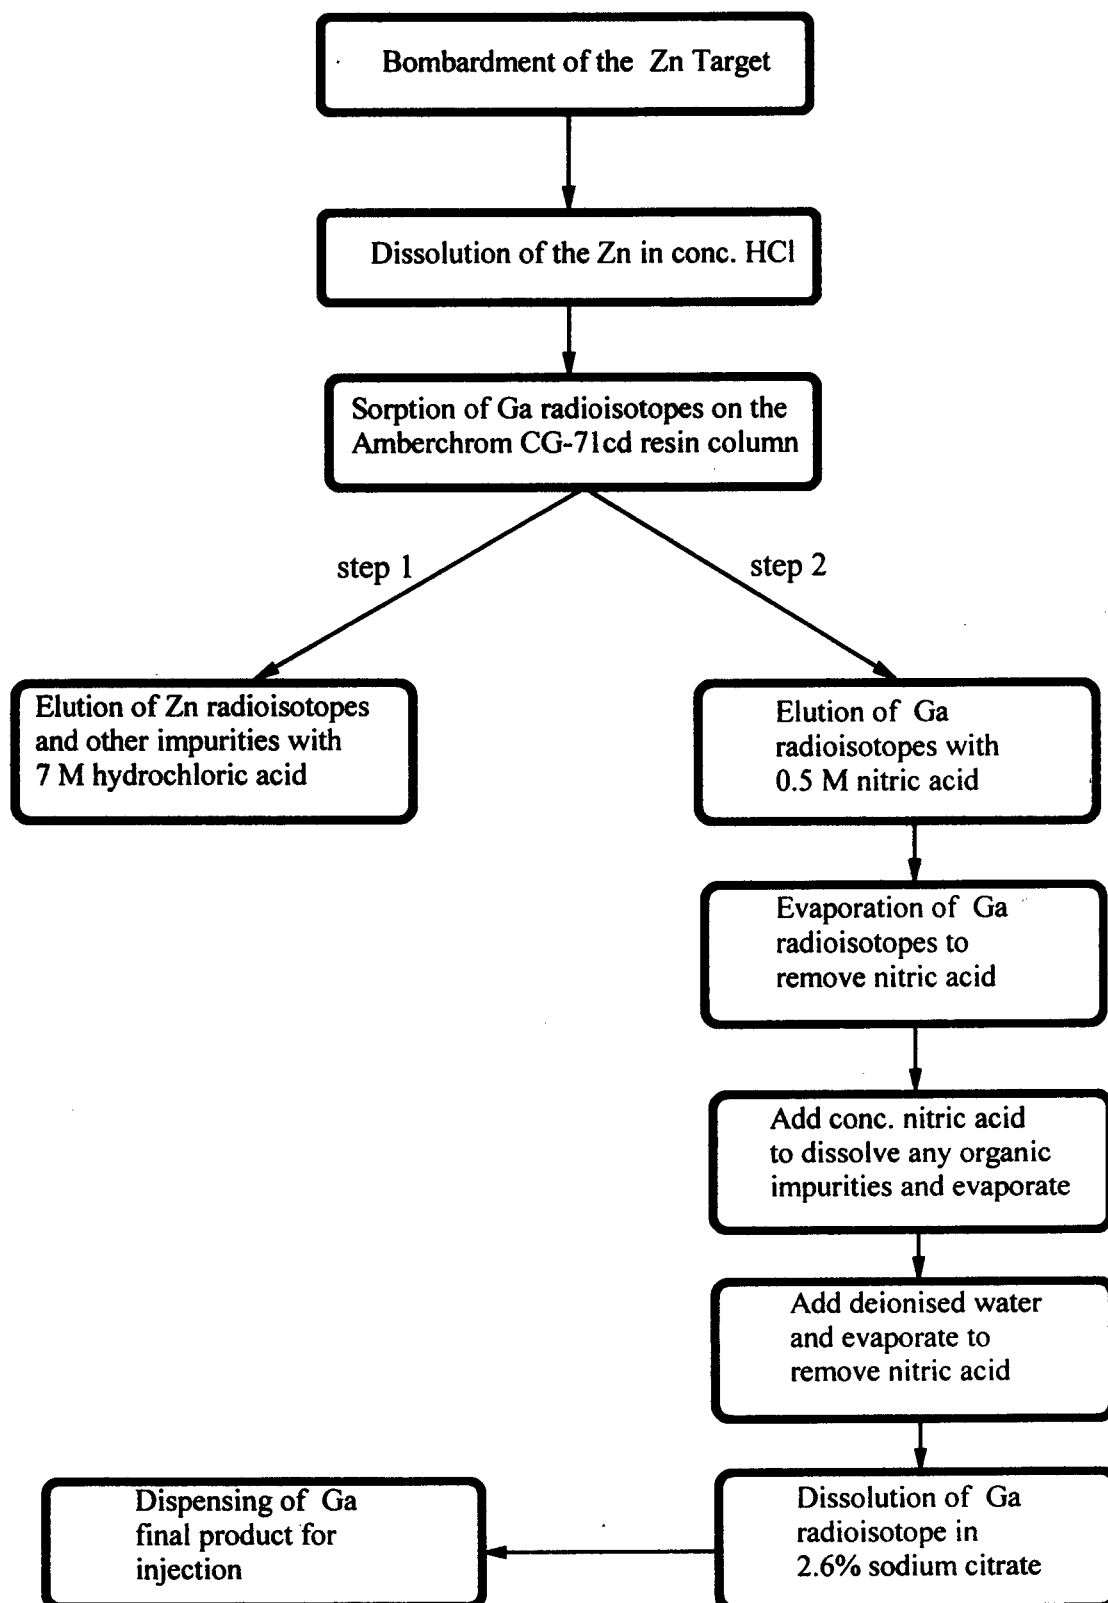 Bombardment of the Zn Target
Dissolution of the Zn in conc. HCl
Sorption of Ga radioisotopes on the
Amberchrom CG-71cd resin column
step 1
step 2
Elution of Zn radioisotopes
and other impurities with
7 M hydrochloric acid
Elution of Ga
radioisotopes with
0.5 M nitric acid
Evaporation of Ga
radioisotopes to
remove nitric acid
Add conc. nitric acid
to dissolve any organic
impurities and evaporate
Add deionised water
and evaporate to
remove nitric acid
Dissolution of Ga
radioisotope in
2.6% sodium citrate
Dispensing of Ga
final product for
injection